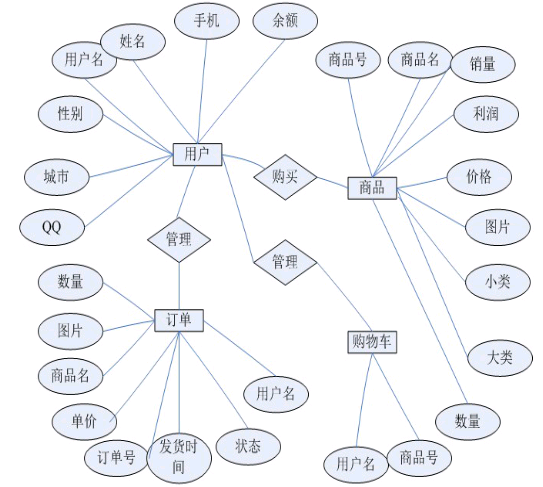 手机
余额
姓名
用户名
商品号
商品名
销量
性别
利润
用户
城市
购买
商品
价格
QQ
图片
管理
管理
数量
小类
图片
订单
购物车
大类
商品名
用户名
单价
数量
订单号
发货时
间
状态
用户名
商品号